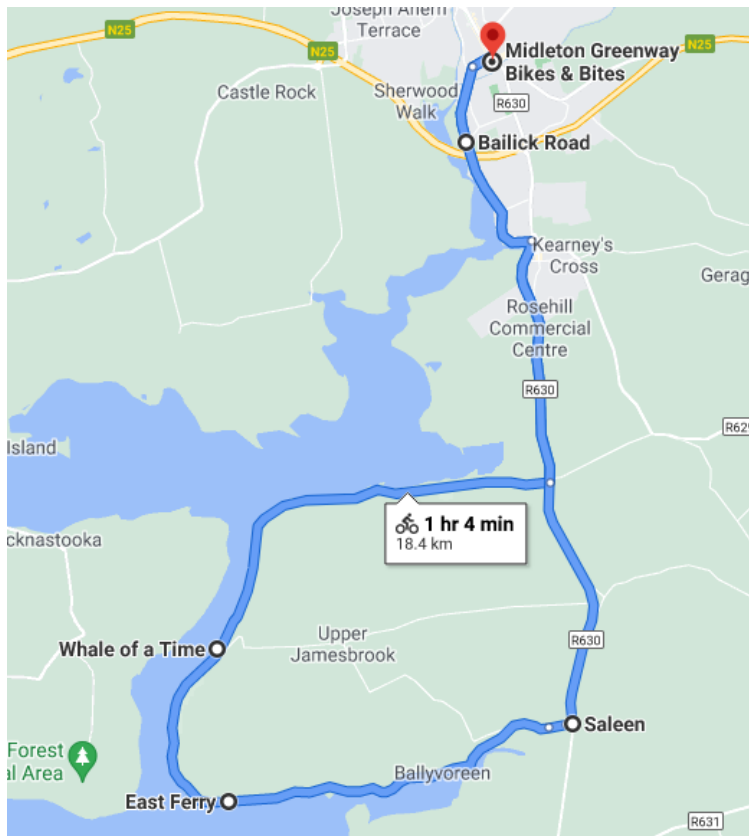 Joseph Ahern
Terrace
N25
N25
N25
Midleton Greenway
Bikes & Bites
Castle Rock
Sherwood
Walk
R630
Bailick Road
Kearney's
Cross
Gerag
Rosehill
Commercial
Centre
R630
R629
Island
1 hr 4 min
18.4 km
cknastooka
Upper
Jamesbrook
Whale of a Time
R630
Saleen
Forest
al Area
Ballyvoreen
East Ferry
R631